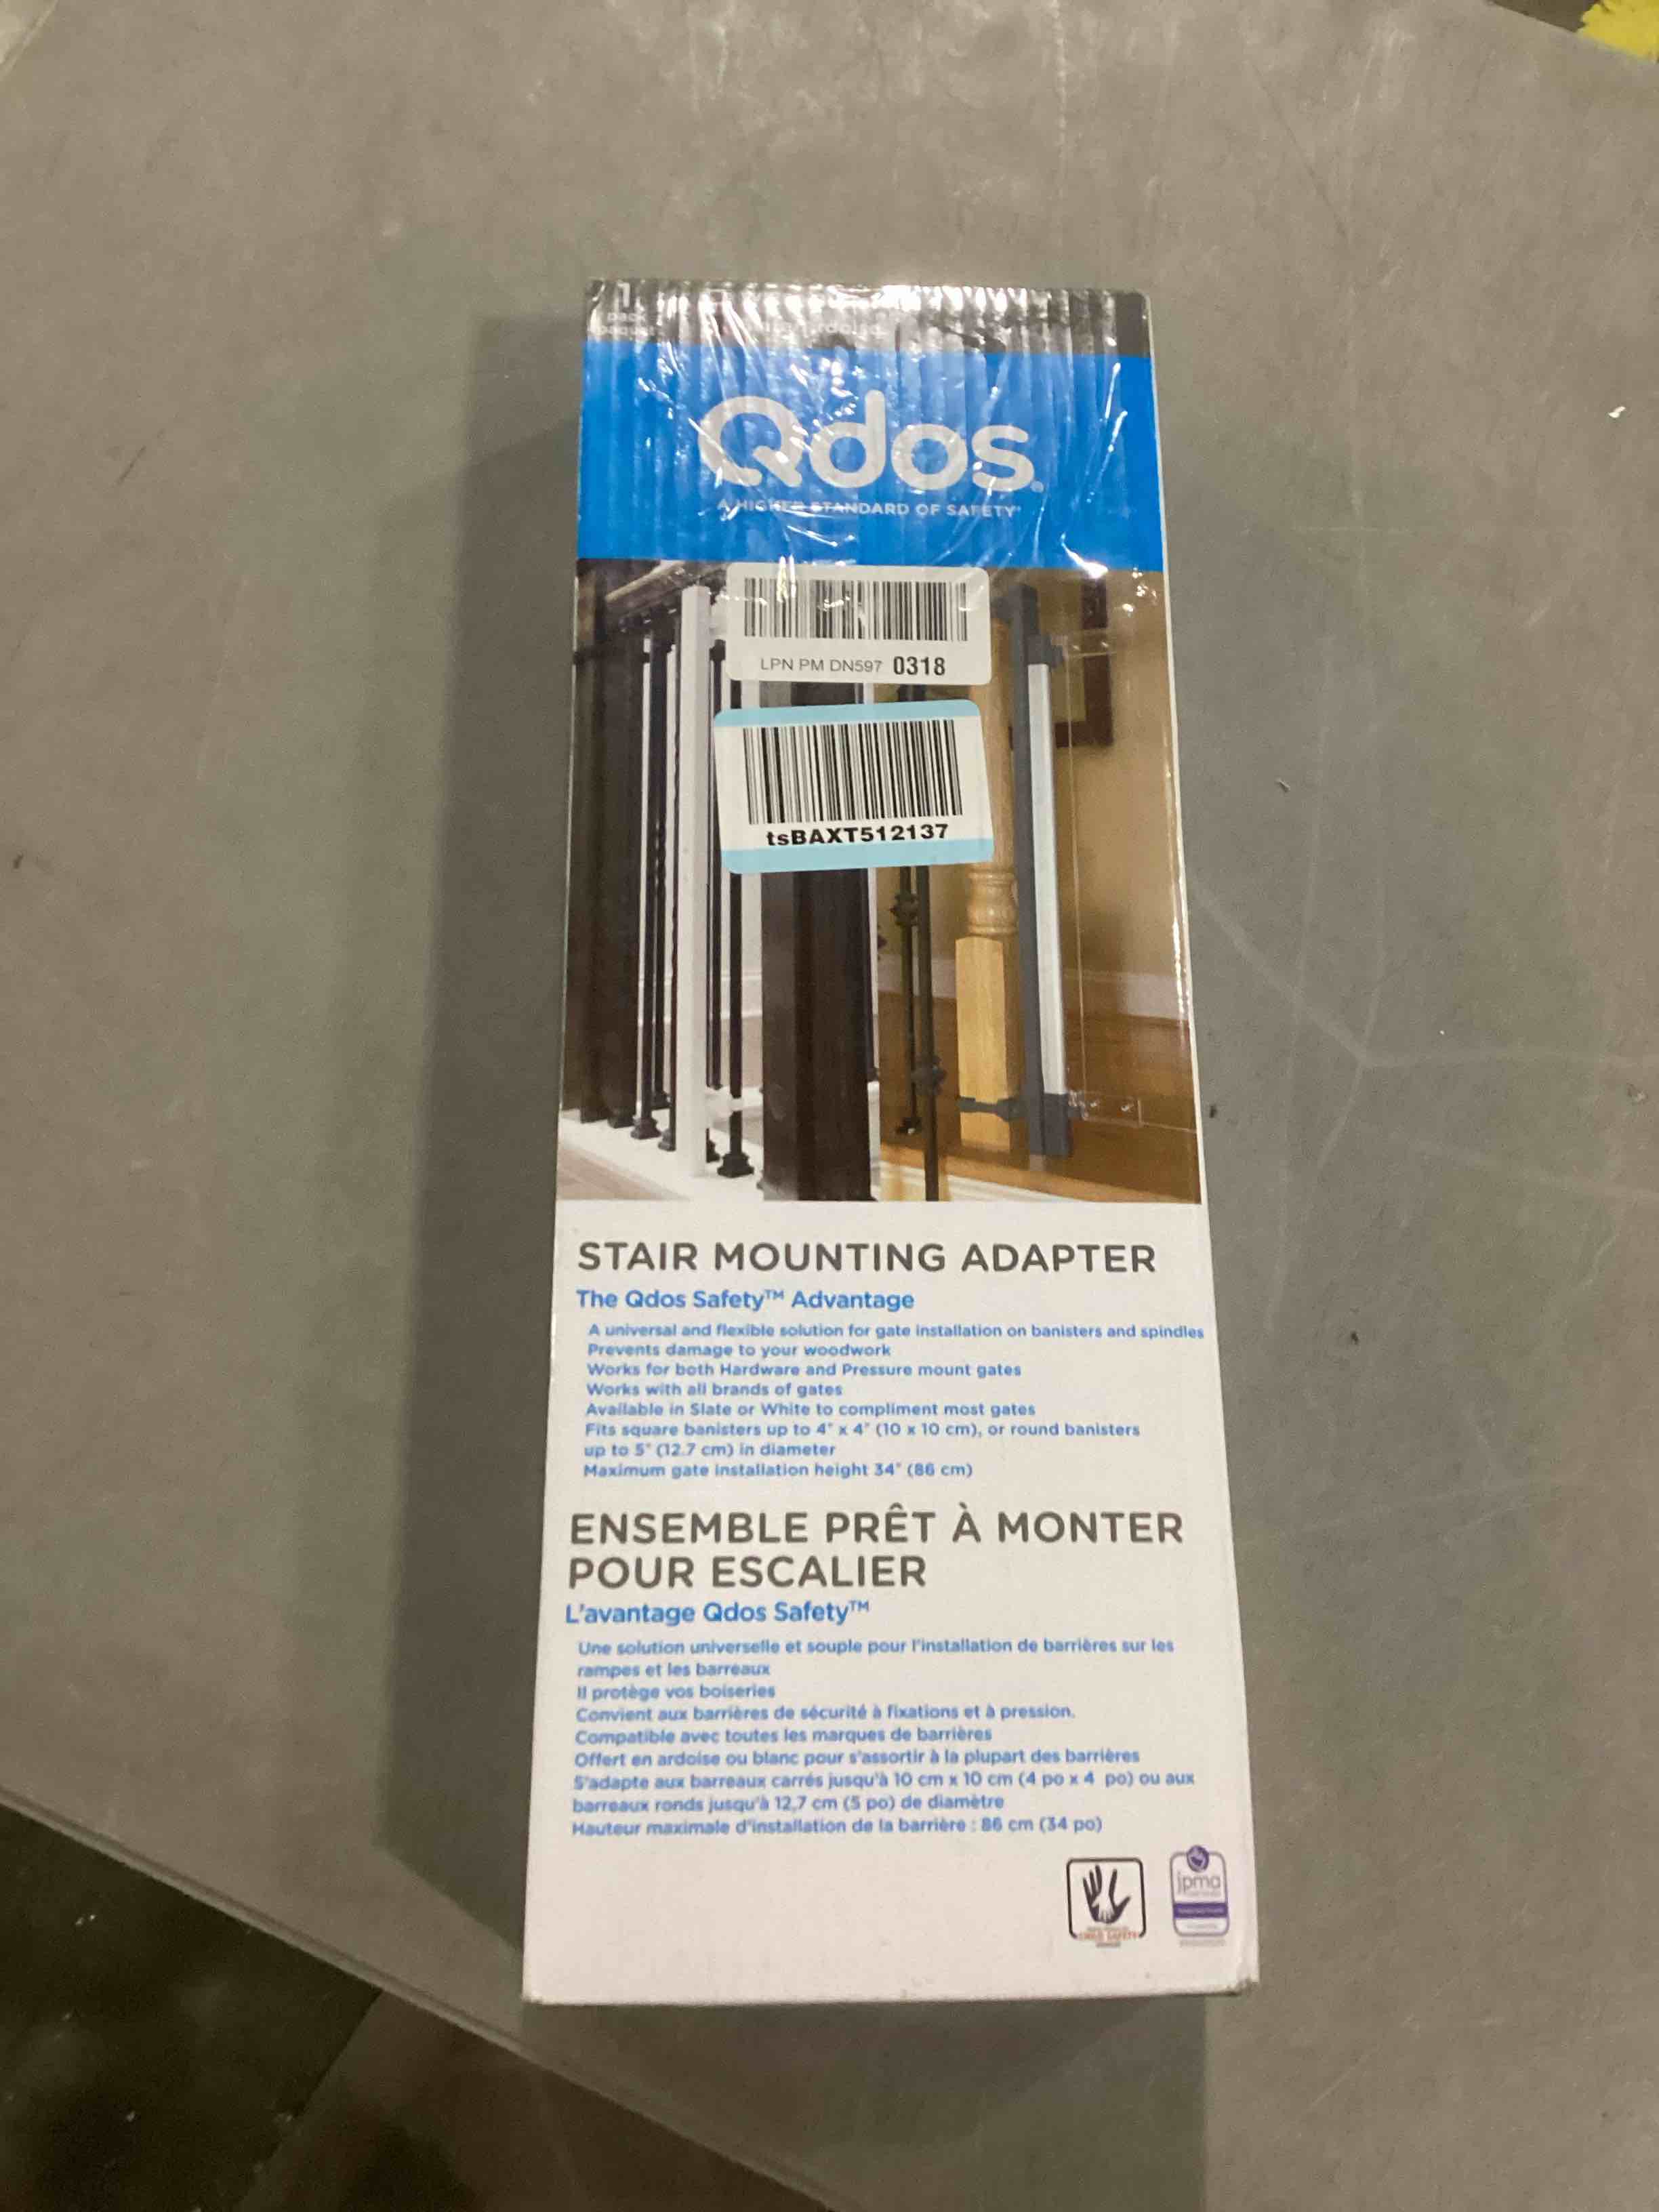 1
pack
paquet
Qdos®
A HIGHER STANDARD OF SAFETY
LPN PM DN597 0318
tsBAXT512137
STAIR MOUNTING ADAPTER
The Qdos Safety™ Advantage
A universal and flexible solution for gate installation on banisters and spindles
Prevents damage to your woodwork
Works for both Hardware and Pressure mount gates
Works with all brands of gates
Available in Slate or White to compliment most gates
Fits square banisters up to 4" x 4" (10 x 10 cm), or round banisters
up to 5" (12.7 cm) in diameter
Maximum gate installation height 34" (86 cm)
ENSEMBLE PRÊT À MONTER
POUR ESCALIER
L'avantage Qdos Safety™
Une solution universelle et souple pour l'installation de barrières sur les
rampes et les barreaux
Il protège vos boiseries
Convient aux barrières de sécurité à fixations et à pression.
Compatible avec toutes les marques de barrières
Offert en ardoise ou blanc pour s'assortir à la plupart des barrières
S'adapte aux barreaux carrés jusqu'à 10 cm x 10 cm (4 po x 4 po) ou aux
barreaux ronds jusqu'à 12,7 cm (5 po) de diamètre
Hauteur maximale d'installation de la barrière : 86 cm (34 po)
CHILD SAFETY
jpma